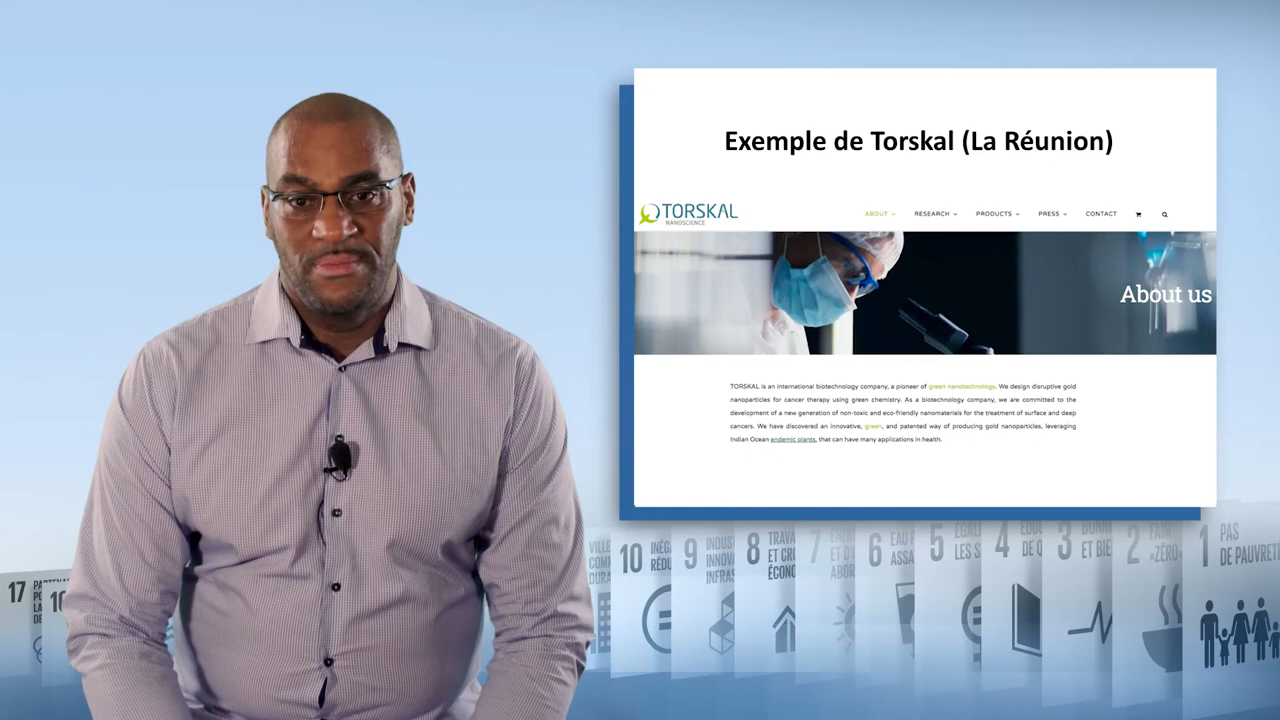 Exemple de Torskal (La Réunion)
TORSKAL
NANOSCIENCE
ABOUT RESEARCH PRODUCTS PRESS CONTACT
About us
TORSKAL is an international biotechnology company, a pioneer of green nanotechnology. We design disruptive gold
nanoparticles for cancer therapy using green chemistry. As a biotechnology company, we are committed to the
development of a new generation of non-toxic and eco-friendly nanomaterials for the treatment of surface and deep
cancers. We have discovered an innovative, green, and patented way of producing gold nanoparticles, leveraging
Indian Ocean endemic plants, that can have many applications in health.
17
10
9
8
7
6
5
4
3
2
«ZÉRO»
1 PAS
DE PAUVRETÉ